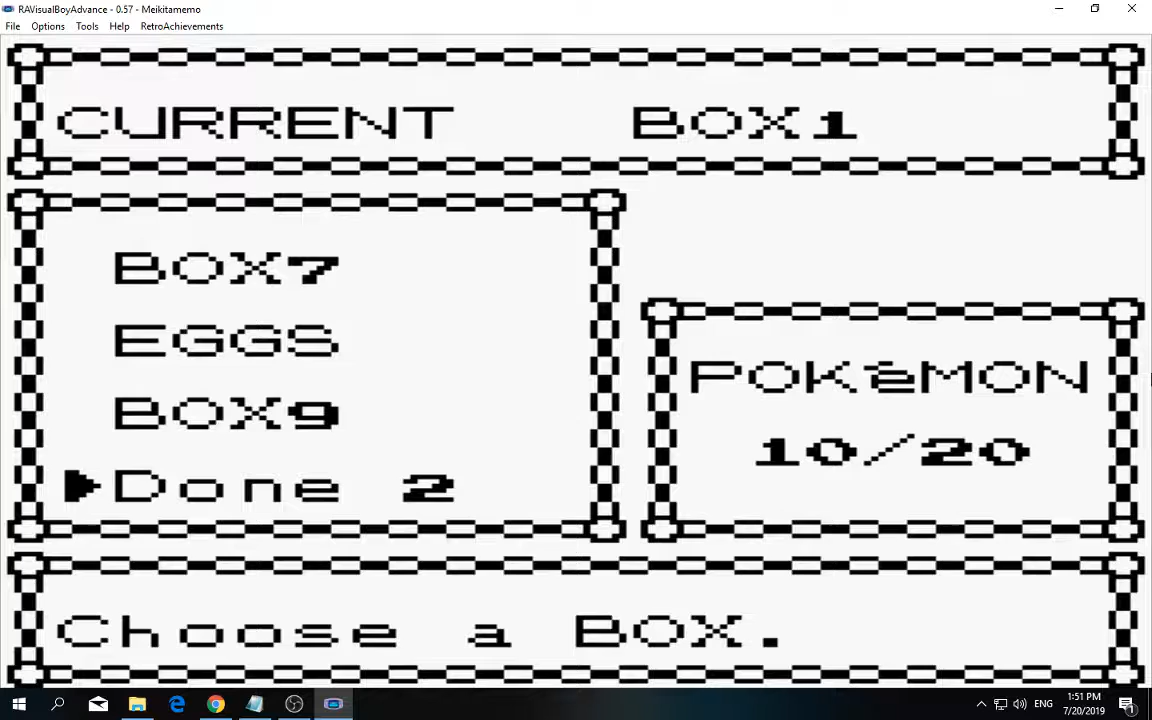 RAVisualBoyAdvance - 0.57 - Meikitamemo
File Options Tools Help RetroAchievements
CURRENT BOX1
BOX7
EGGS
BOX9
Done 2
POKéMON
10/20
Choose a BOX.
ENG
1:51 PM
7/20/2019
1